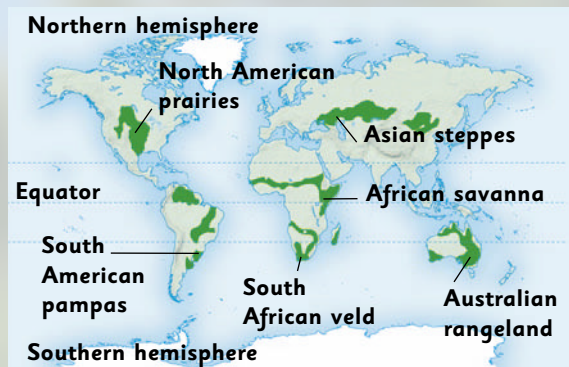 Northern hemisphere
North American
prairies
Asian steppes
Equator
African savanna
South
American
pampas
South
African veld
Australian
rangeland
Southern hemisphere